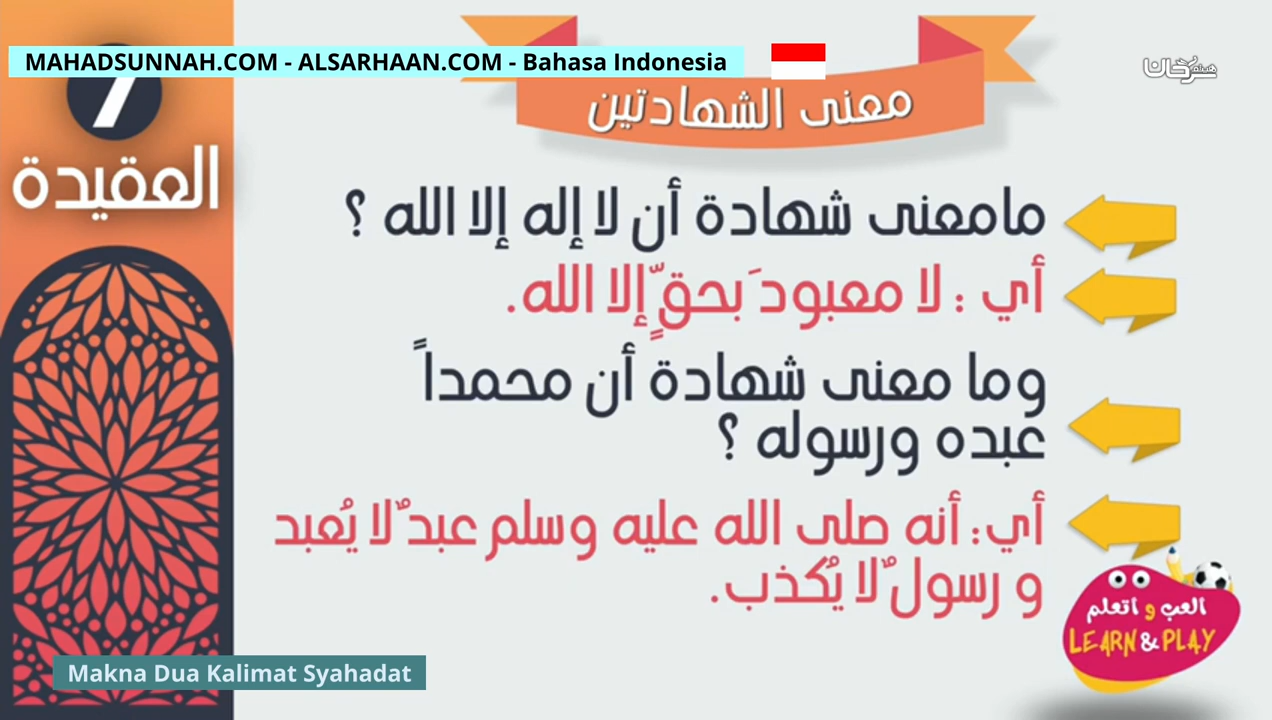 MAHADSUNNAH.COM - ALSARHAAN.COM - Bahasa Indonesia
سرحان
7
العقيدة
معنى الشهادتين
مامعنى شهادة أن لا إله إلا الله ؟
أي : لا معبودَ بحقٍّ إلا الله.
وما معنى شهادة أن محمداً
عبده ورسوله ؟
أي: أنه صلى الله عليه وسلم عبدٌ لا يُعبد
و رسولٌ لا يُكذب.
العب و اتعلم
LEARN & PLAY
Makna Dua Kalimat Syahadat